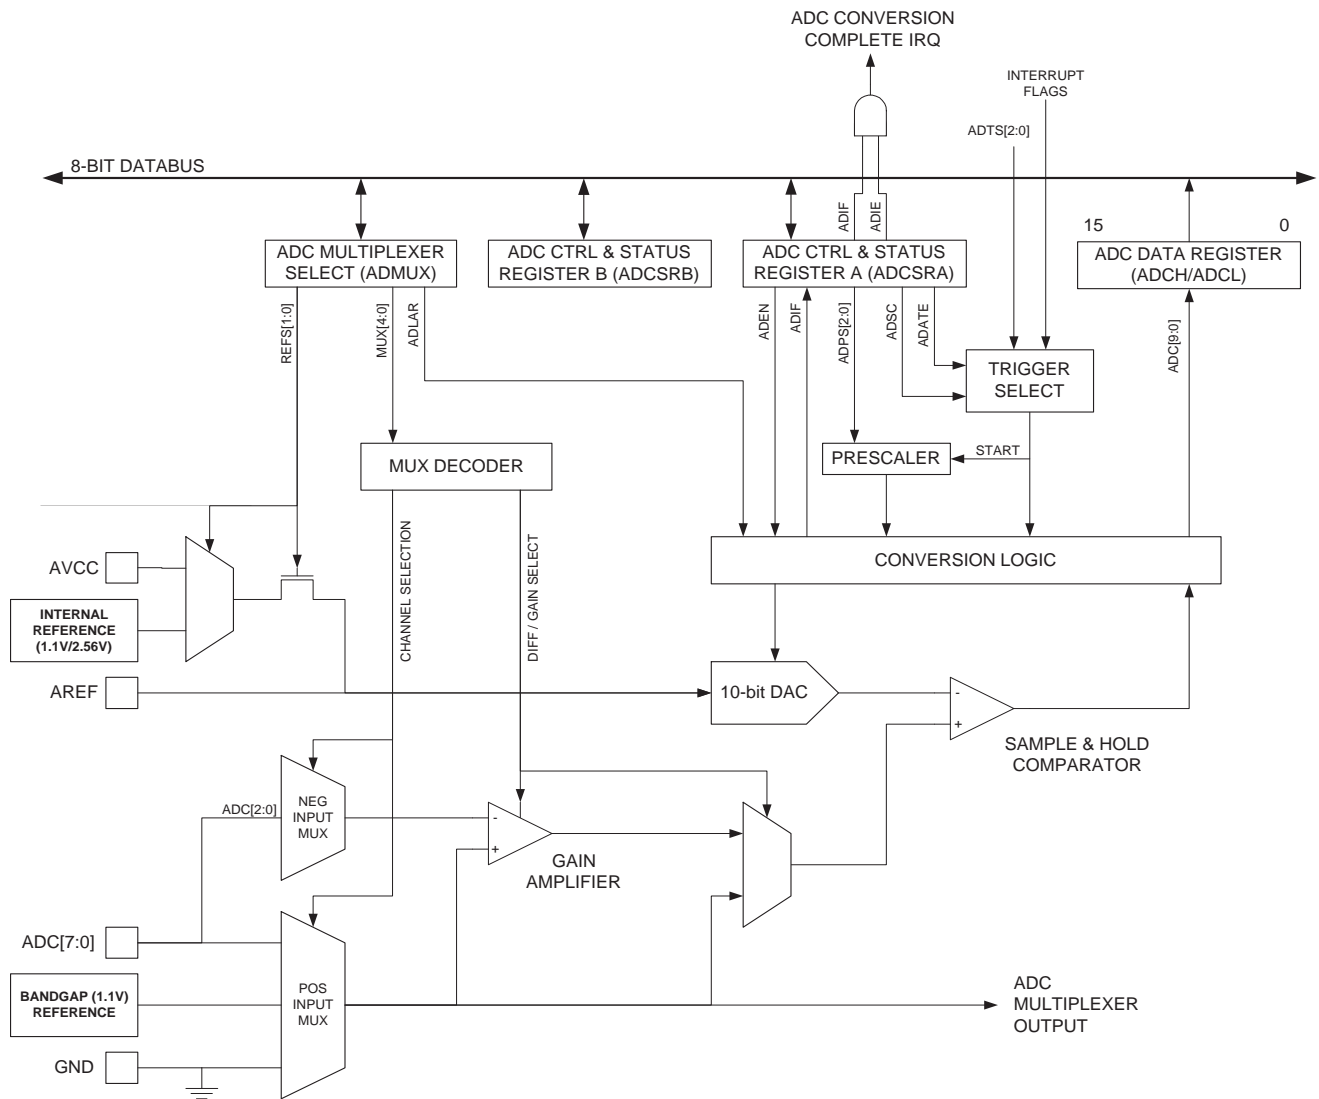 ADC CONVERSION
COMPLETE IRQ
INTERRUPT
FLAGS
ADTS[2:0]
8-BIT DATABUS
ADIF
ADIE
15
0
ADC MULTIPLEXER
SELECT (ADMUX)
ADC CTRL & STATUS
REGISTER B (ADCSRB)
ADC CTRL & STATUS
REGISTER A (ADCSRA)
ADC DATA REGISTER
(ADCH/ADCL)
REFS[1:0]
MUX[4:0]
ADLAR
ADEN
ADIF
ADPS[2:0]
ADSC
ADATE
ADC[9:0]
TRIGGER
SELECT
MUX DECODER
PRESCALER
START
CHANNEL SELECTION
DIFF / GAIN SELECT
AVCC
CONVERSION LOGIC
INTERNAL
REFERENCE
(1.1V/2.56V)
AREF
10-bit DAC
-
+
SAMPLE & HOLD
COMPARATOR
ADC[2:0]
NEG
INPUT
MUX
-
+
GAIN
AMPLIFIER
ADC[7:0]
BANDGAP (1.1V)
REFERENCE
POS
INPUT
MUX
ADC
MULTIPLEXER
OUTPUT
GND